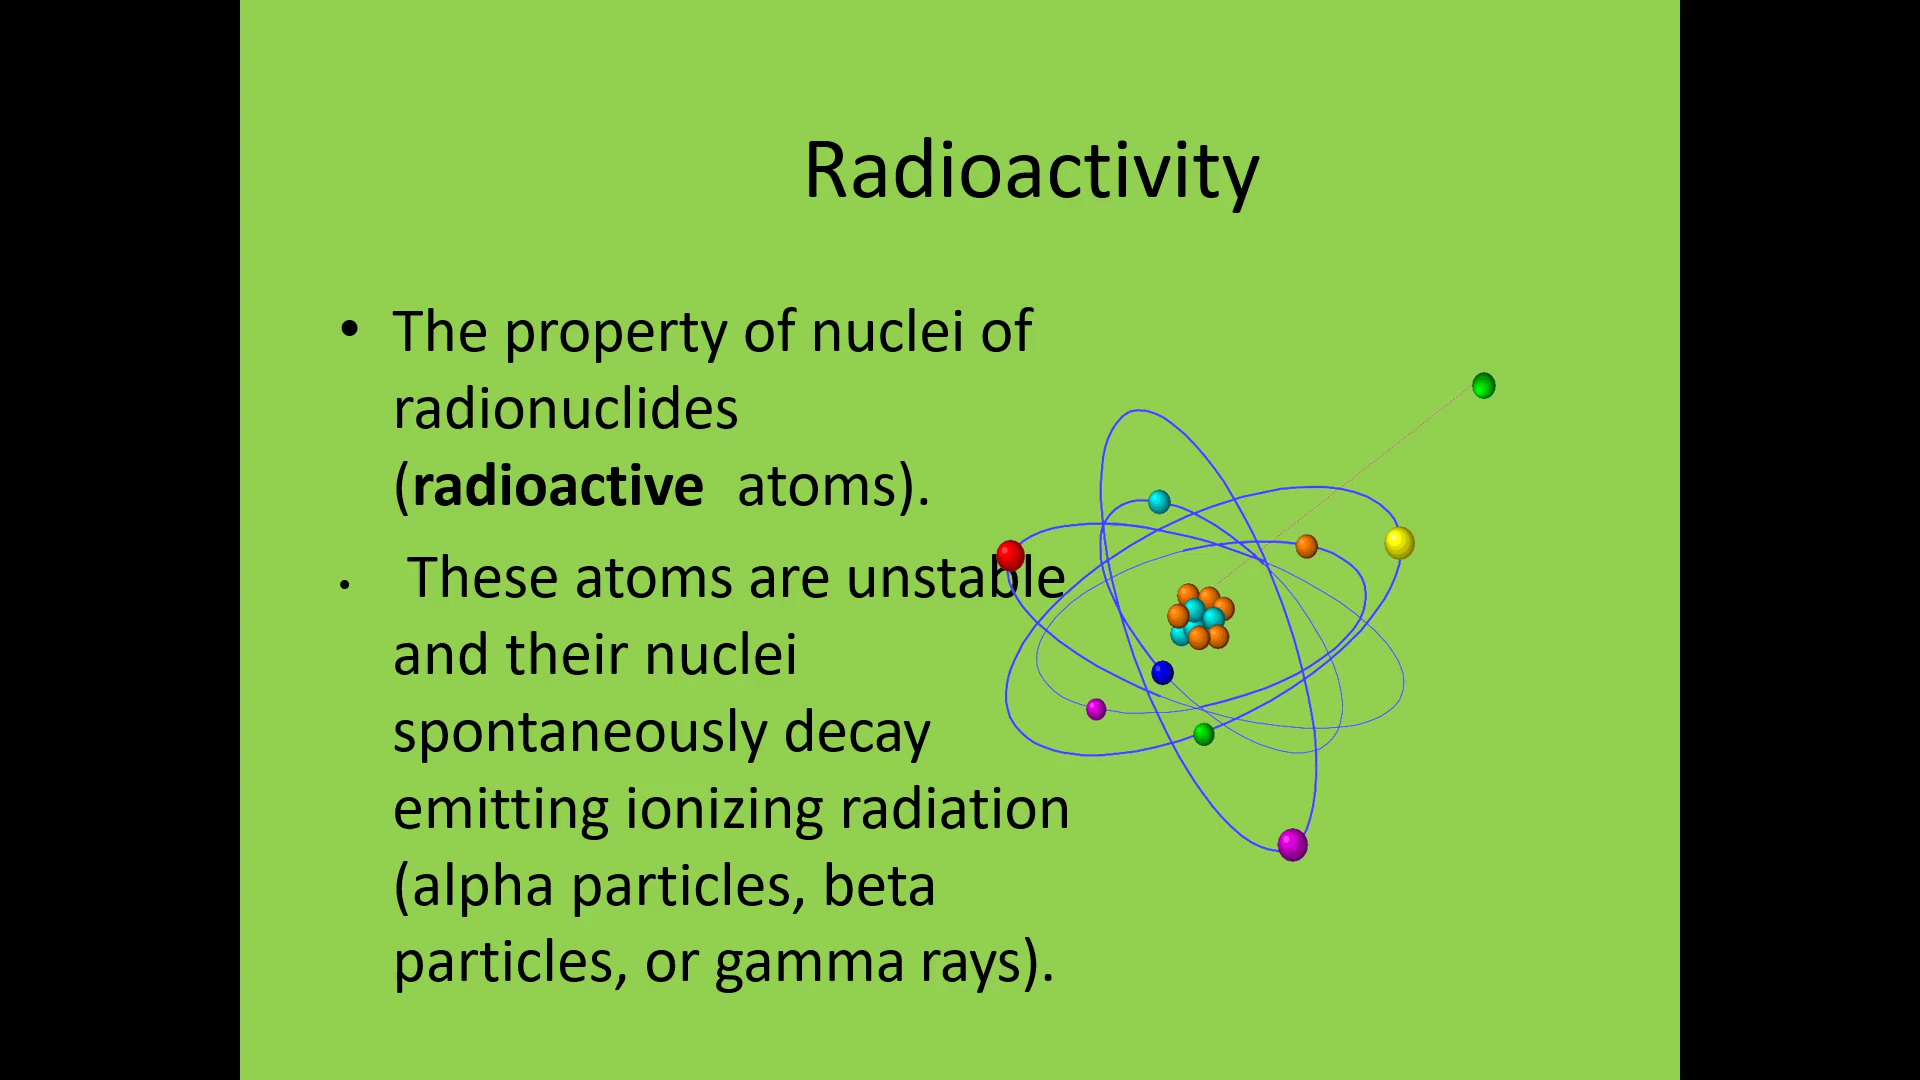 Radioactivity
• The property of nuclei of
radionuclides
(radioactive atoms).
• These atoms are unstable
and their nuclei
spontaneously decay
emitting ionizing radiation
(alpha particles, beta
particles, or gamma rays).